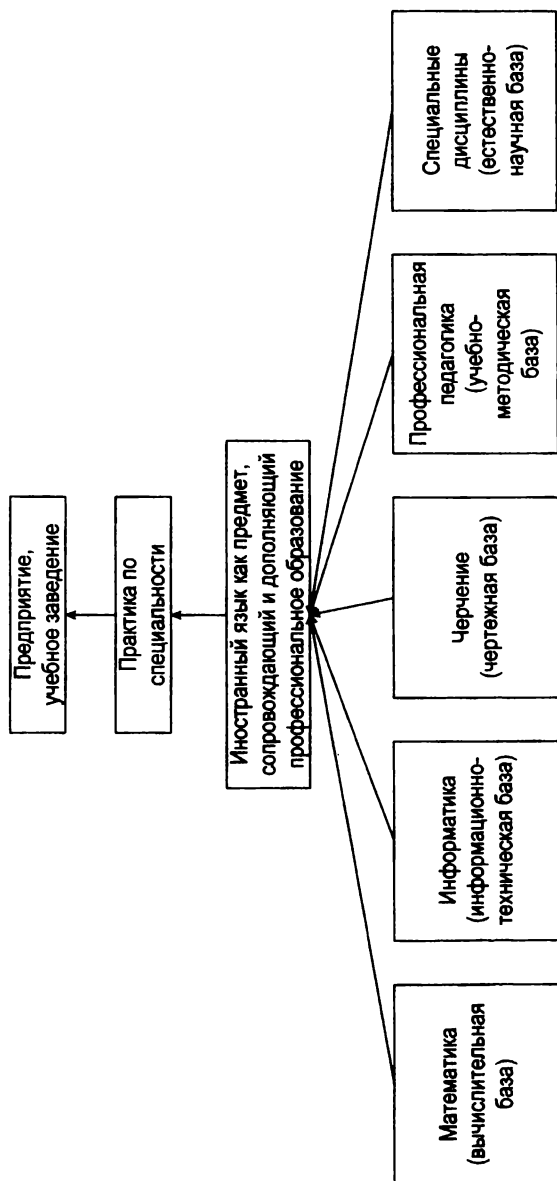 Предприятие,
учебное заведение
Практика по
специальности
Иностранный язык как предмет,
сопровождающий и дополняющий
профессиональное образование
Математика
(вычислительная
база)
Информатика
(информационно-
техническая база)
Черчение
(чертежная база)
Профессиональная
педагогика
(учебно-
методическая
база)
Специальные
дисциплины
(естественно-
научная база)